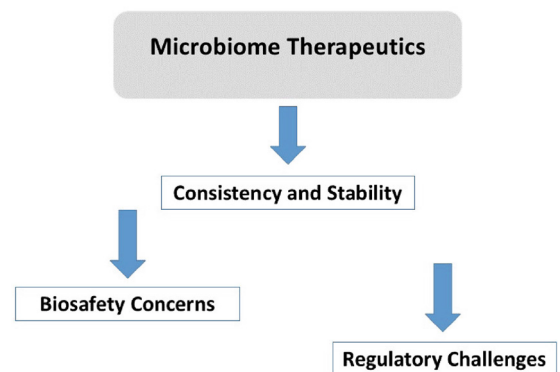 Microbiome Therapeutics
Consistency and Stability
Biosafety Concerns
Regulatory Challenges